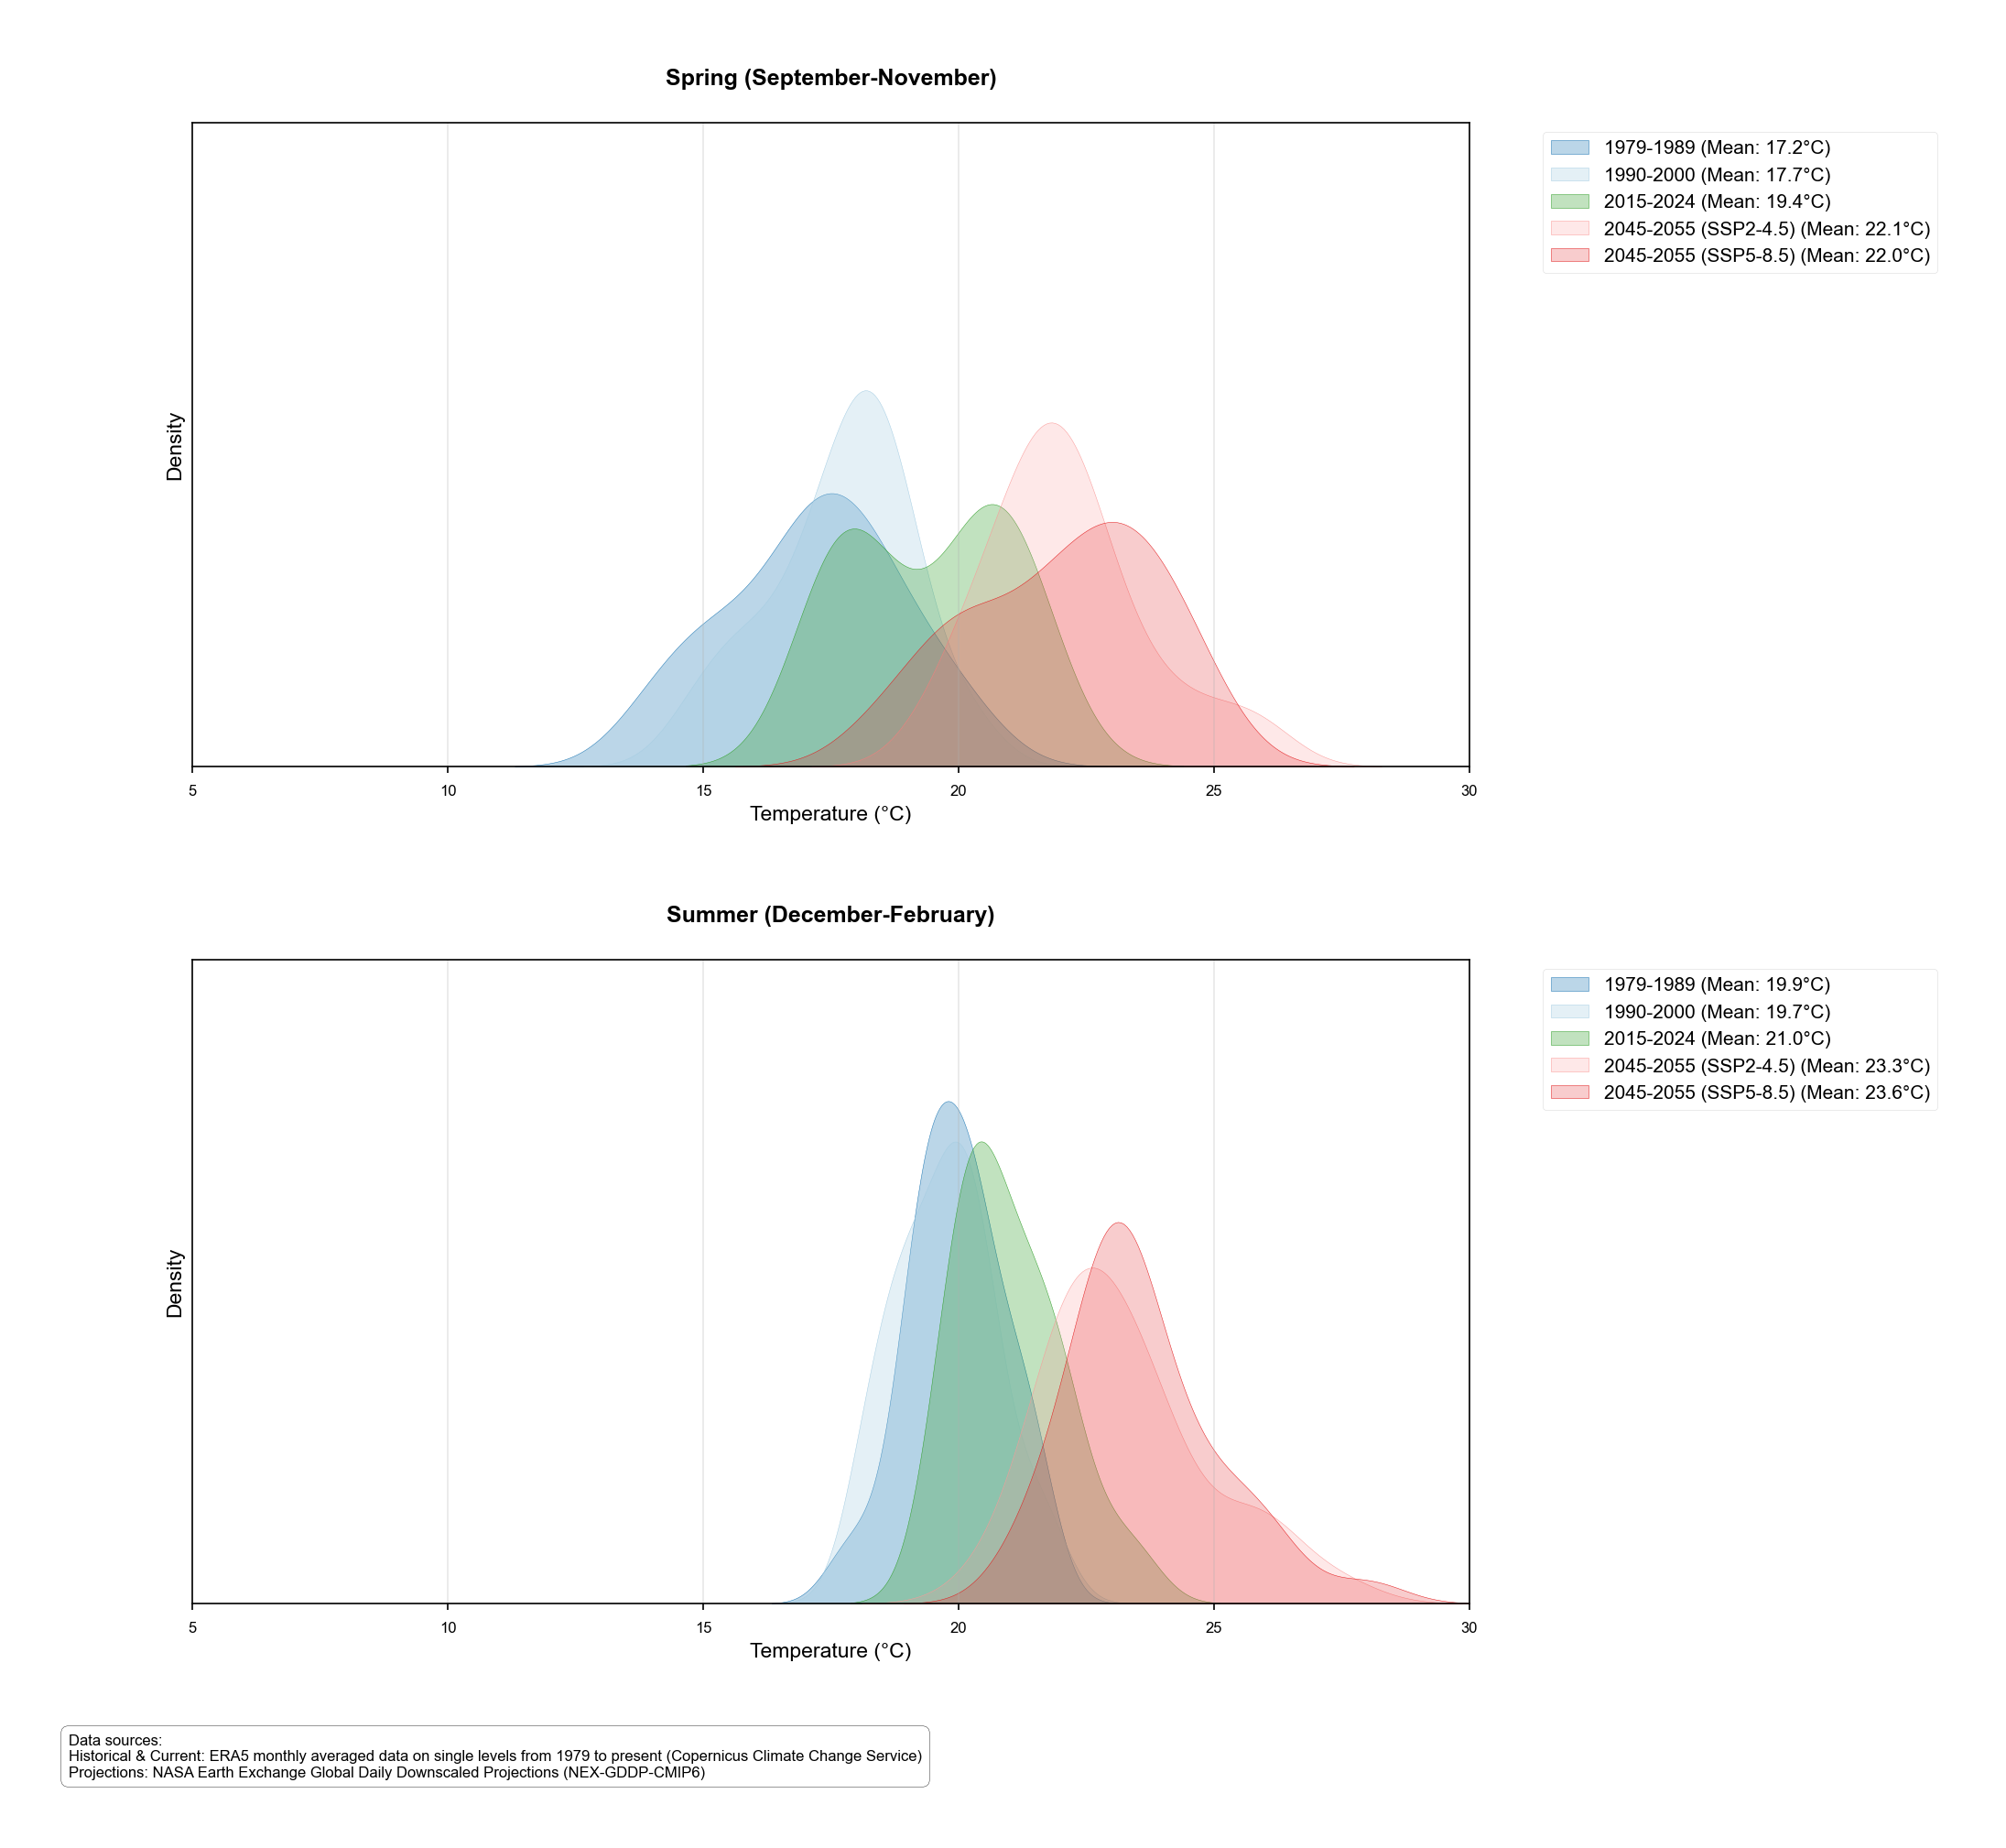 Spring (September-November)
1979-1989 (Mean: 17.2°C)
1990-2000 (Mean: 17.7°C)
2015-2024 (Mean: 19.4°C)
2045-2055 (SSP2-4.5) (Mean: 22.1°C)
2045-2055 (SSP5-8.5) (Mean: 22.0°C)
Density
5 10 15 20 25 30
Temperature (°C)
Summer (December-February)
1979-1989 (Mean: 19.9°C)
1990-2000 (Mean: 19.7°C)
2015-2024 (Mean: 21.0°C)
2045-2055 (SSP2-4.5) (Mean: 23.3°C)
2045-2055 (SSP5-8.5) (Mean: 23.6°C)
Density
5 10 15 20 25 30
Temperature (°C)
Data sources:
Historical & Current: ERA5 monthly averaged data on single levels from 1979 to present (Copernicus Climate Change Service)
Projections: NASA Earth Exchange Global Daily Downscaled Projections (NEX-GDDP-CMIP6)